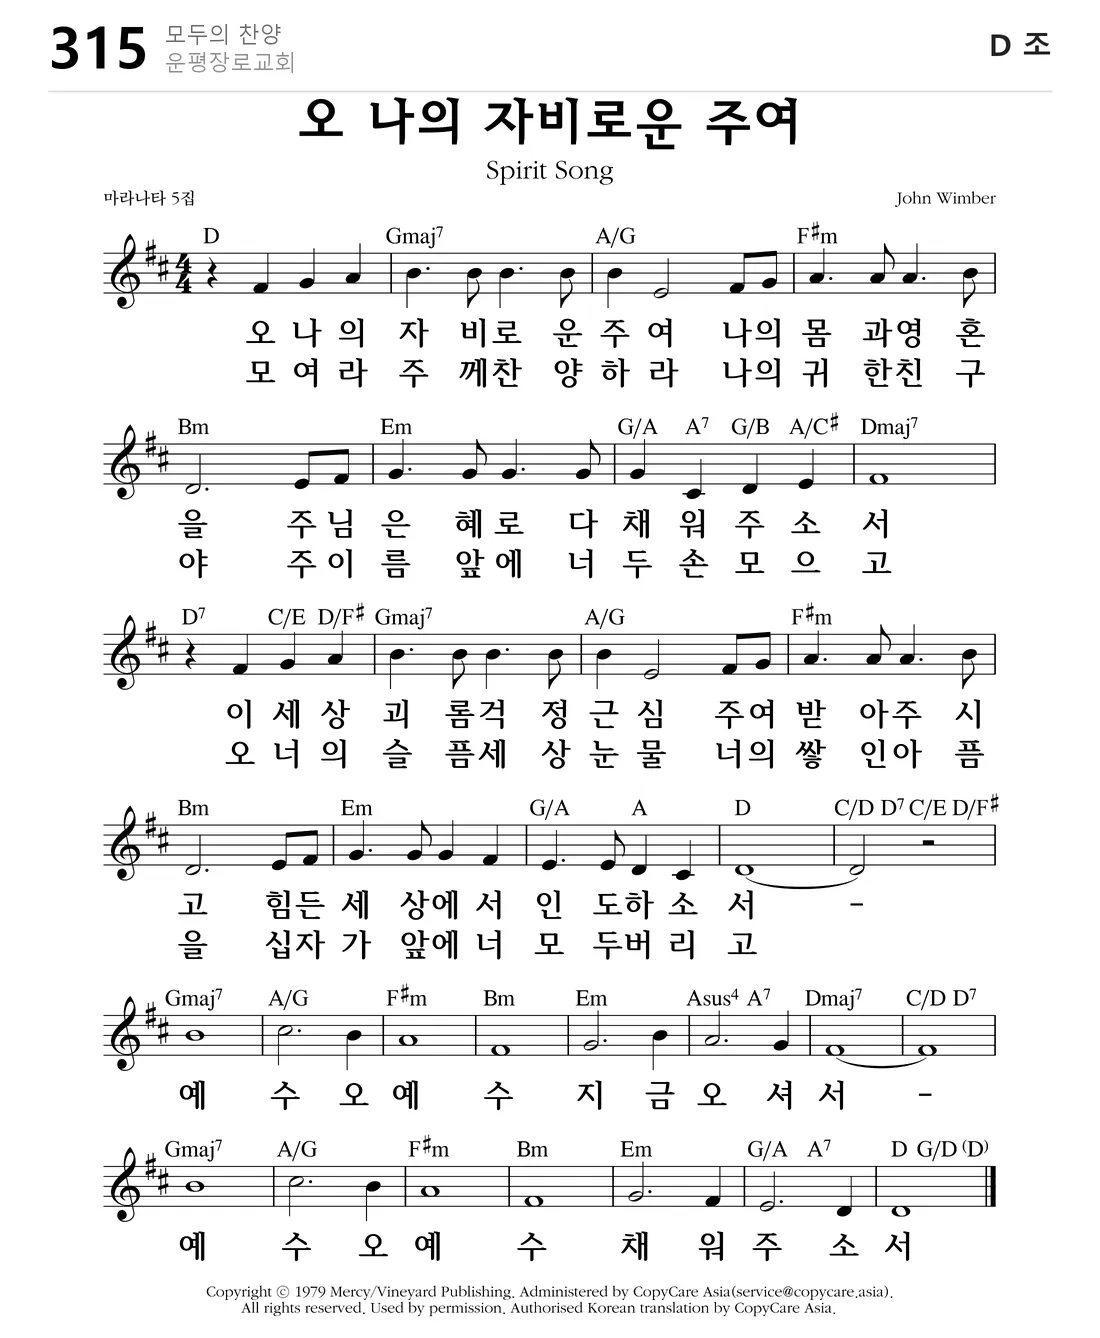 315 모두의 찬양
운평장로교회
D 조
오 나의 자비로운 주여
Spirit Song
마라나타 5집 John Wimber
D Gmaj7 A/G F#m
오 나 의 자 비로 운 주 여 나의 몸 과영 혼
모 여 라 주 께찬 양 하 라 나의 귀 한친 구
Bm Em G/A A7 G/B A/C# Dmaj7
을 주님 은 혜로 다 채 워 주 소 서
야 주이 름 앞에 너 두 손 모 으 고
D7 C/E D/F# Gmaj7 A/G F#m
이 세 상 괴 롬걱 정 근 심 주여 받 아주 시
오 너 의 슬 픔세 상 눈 물 너의 쌓 인아 픔
Bm Em G/A A D C/D D7 C/E D/F#
고 힘든 세 상에 서 인 도하 소 서 -
을 십자 가 앞에 너 모 두버 리 고
Gmaj7 A/G F#m Bm Em Asus4 A7 Dmaj7 C/D D7
예 수 오 예 수 지 금 오 셔 서 -
Gmaj7 A/G F#m Bm Em G/A A7 D G/D (D)
예 수 오 예 수 채 워 주 소 서
Copyright © 1979 Mercy/Vineyard Publishing. Administered by CopyCare Asia(service@copycare.asia).
All rights reserved. Used by permission. Authorised Korean translation by CopyCare Asia.